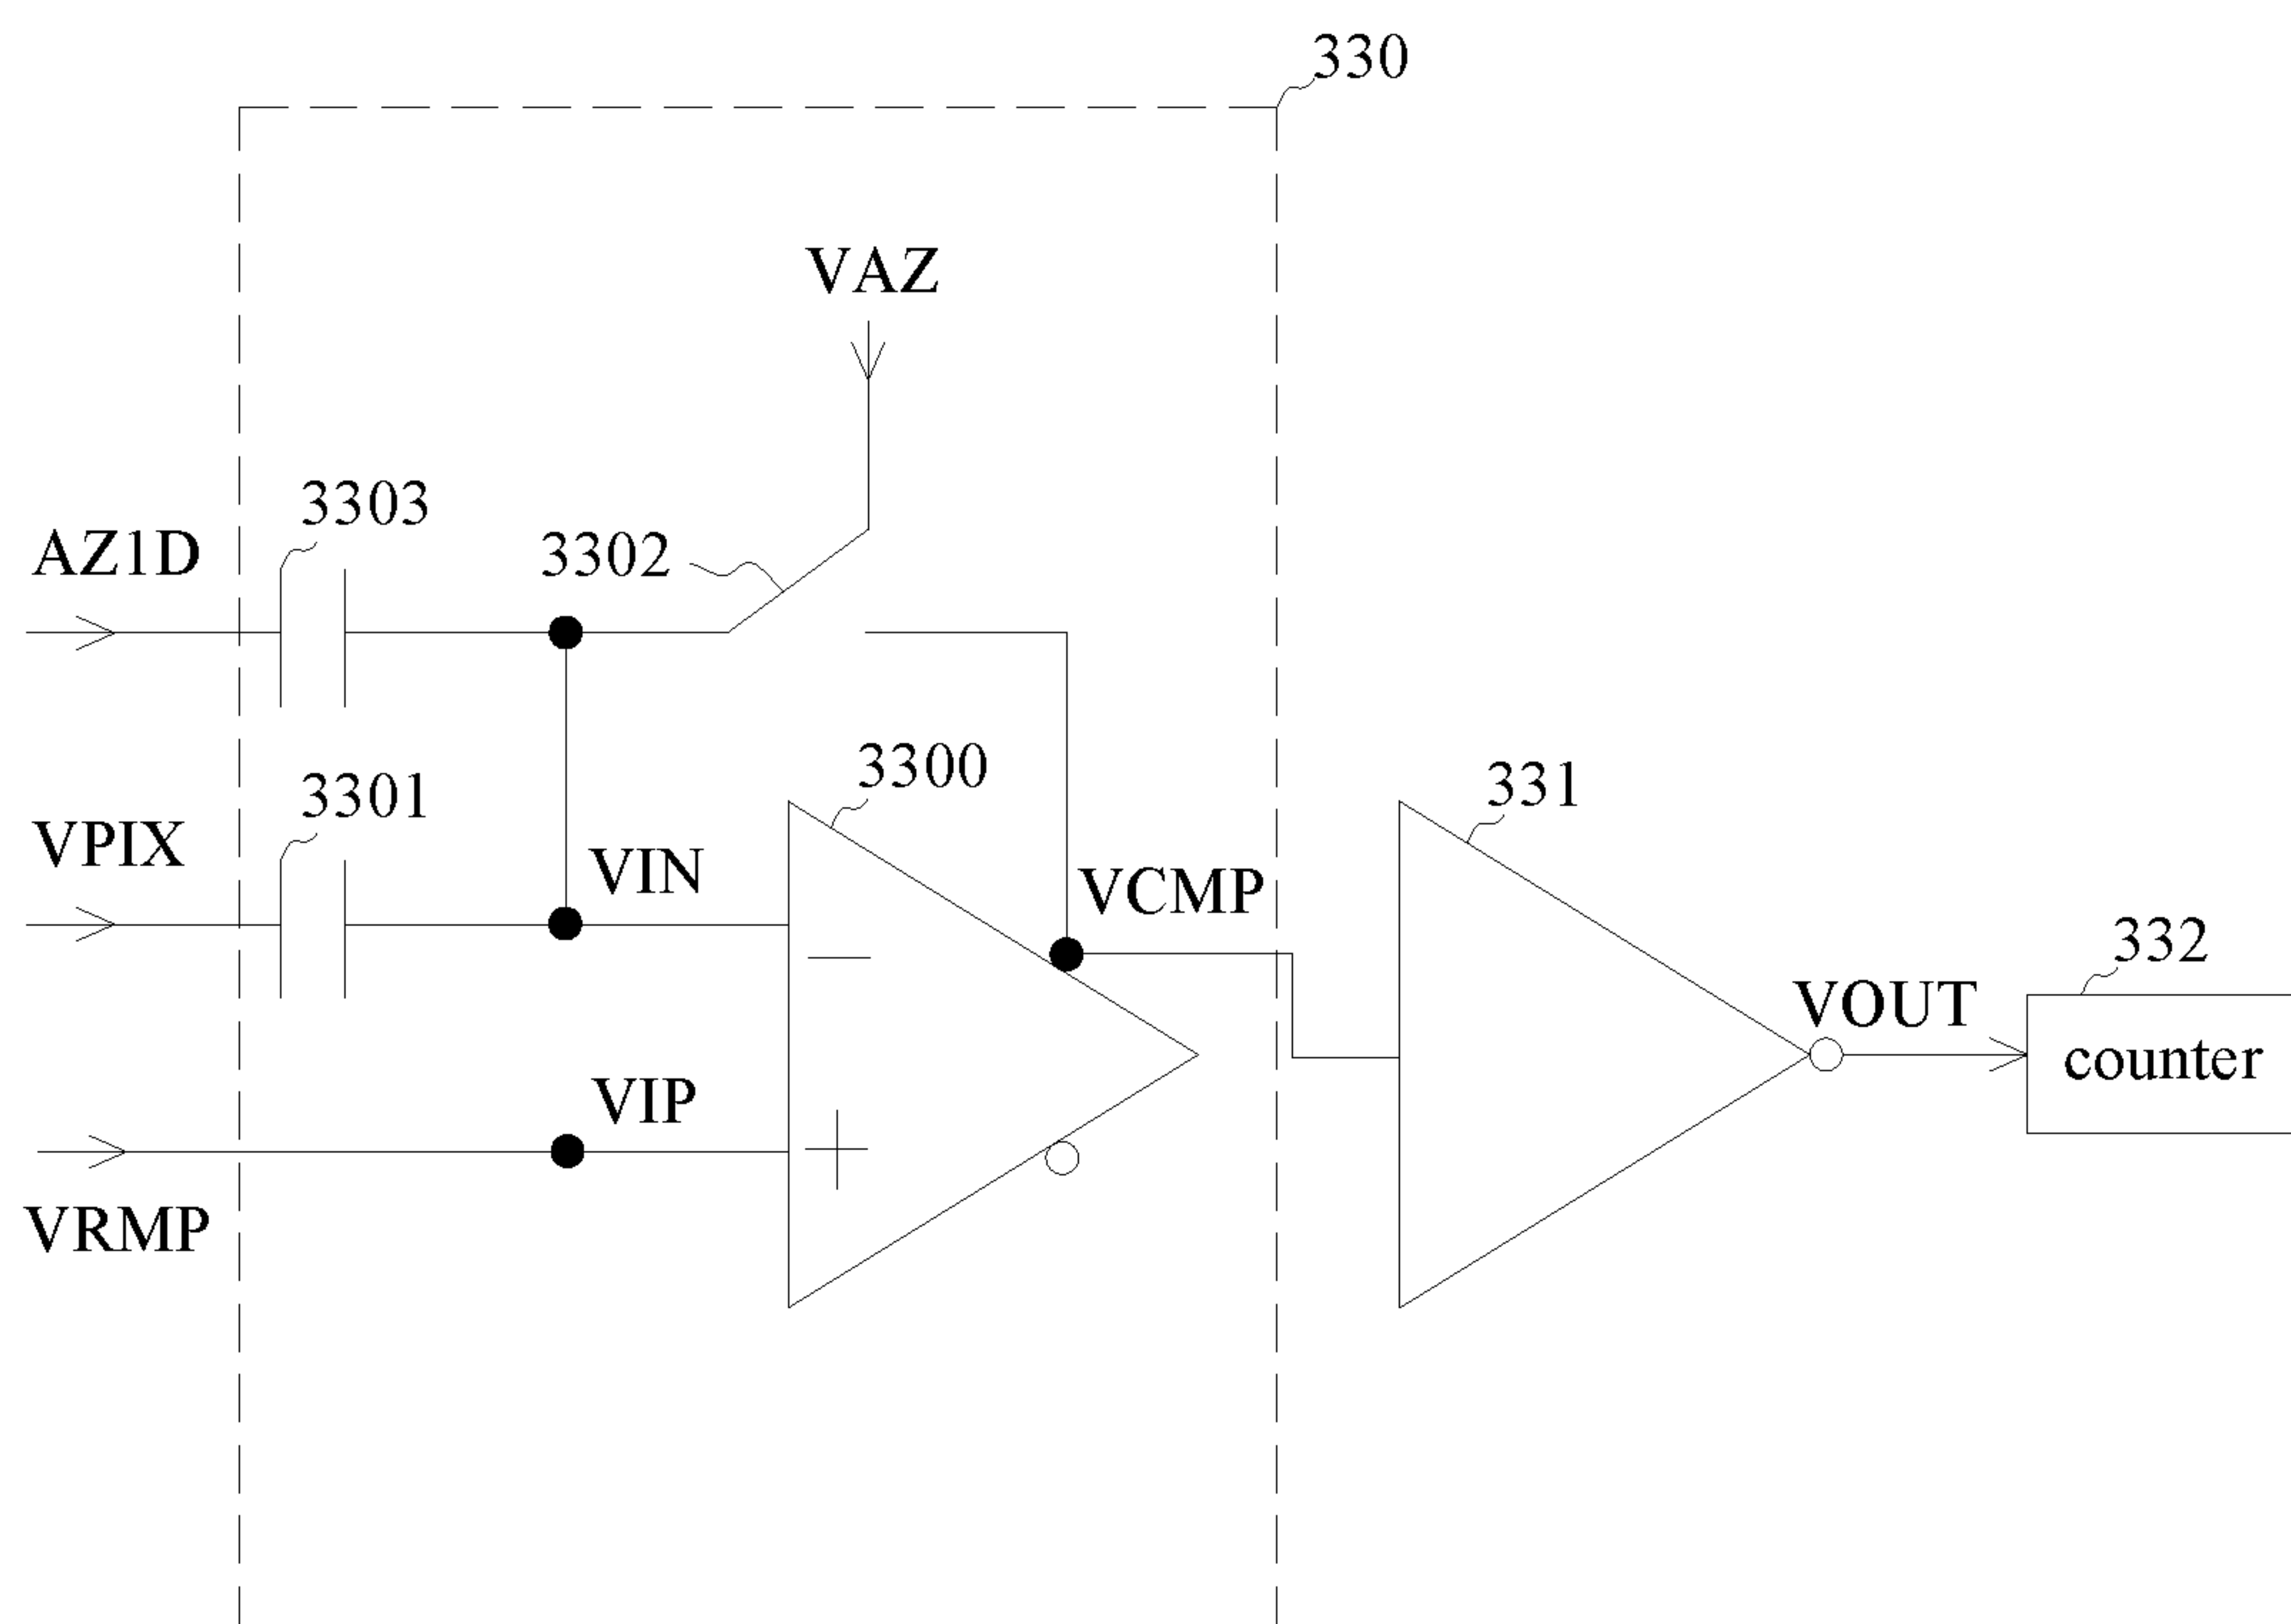 330
VAZ
3303
AZ1D
3302
3300
3301
331
VPIX
VIN
VCMP
332
VOUT
counter
VIP
VRMP